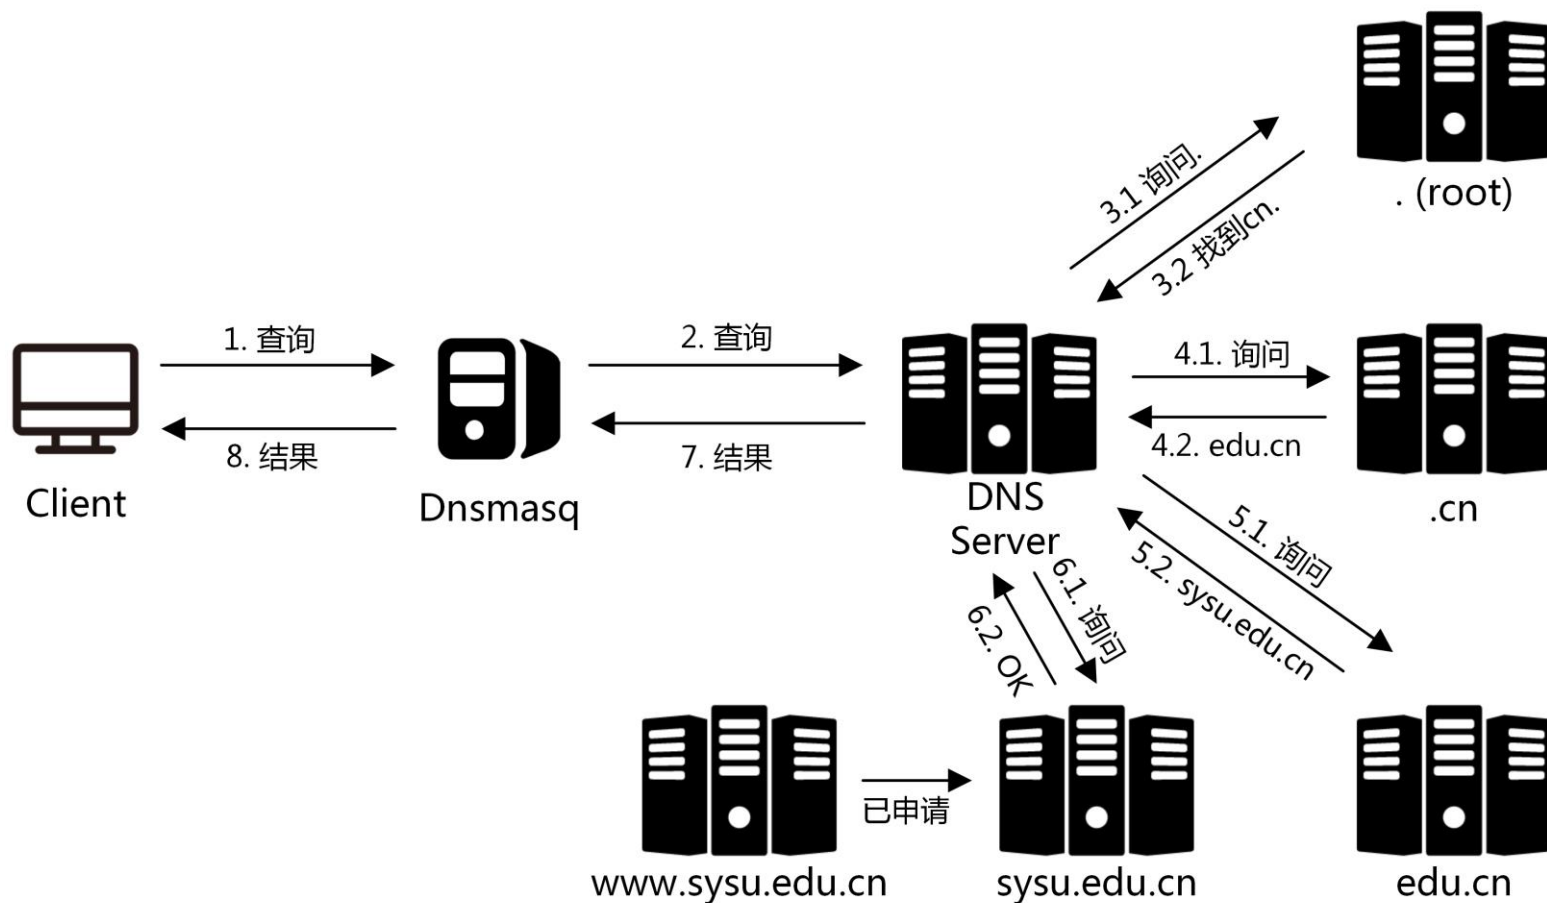 3.1 询问.
3.2 找到cn.
. (root)
1. 查询
8. 结果
Client
Dnsmasq
2. 查询
7. 结果
DNS
Server
4.1. 询问
4.2. edu.cn
.cn
5.1. 询问
5.2. sysu.edu.cn
6.1. 询问
6.2. OK
已申请
www.sysu.edu.cn
sysu.edu.cn
edu.cn